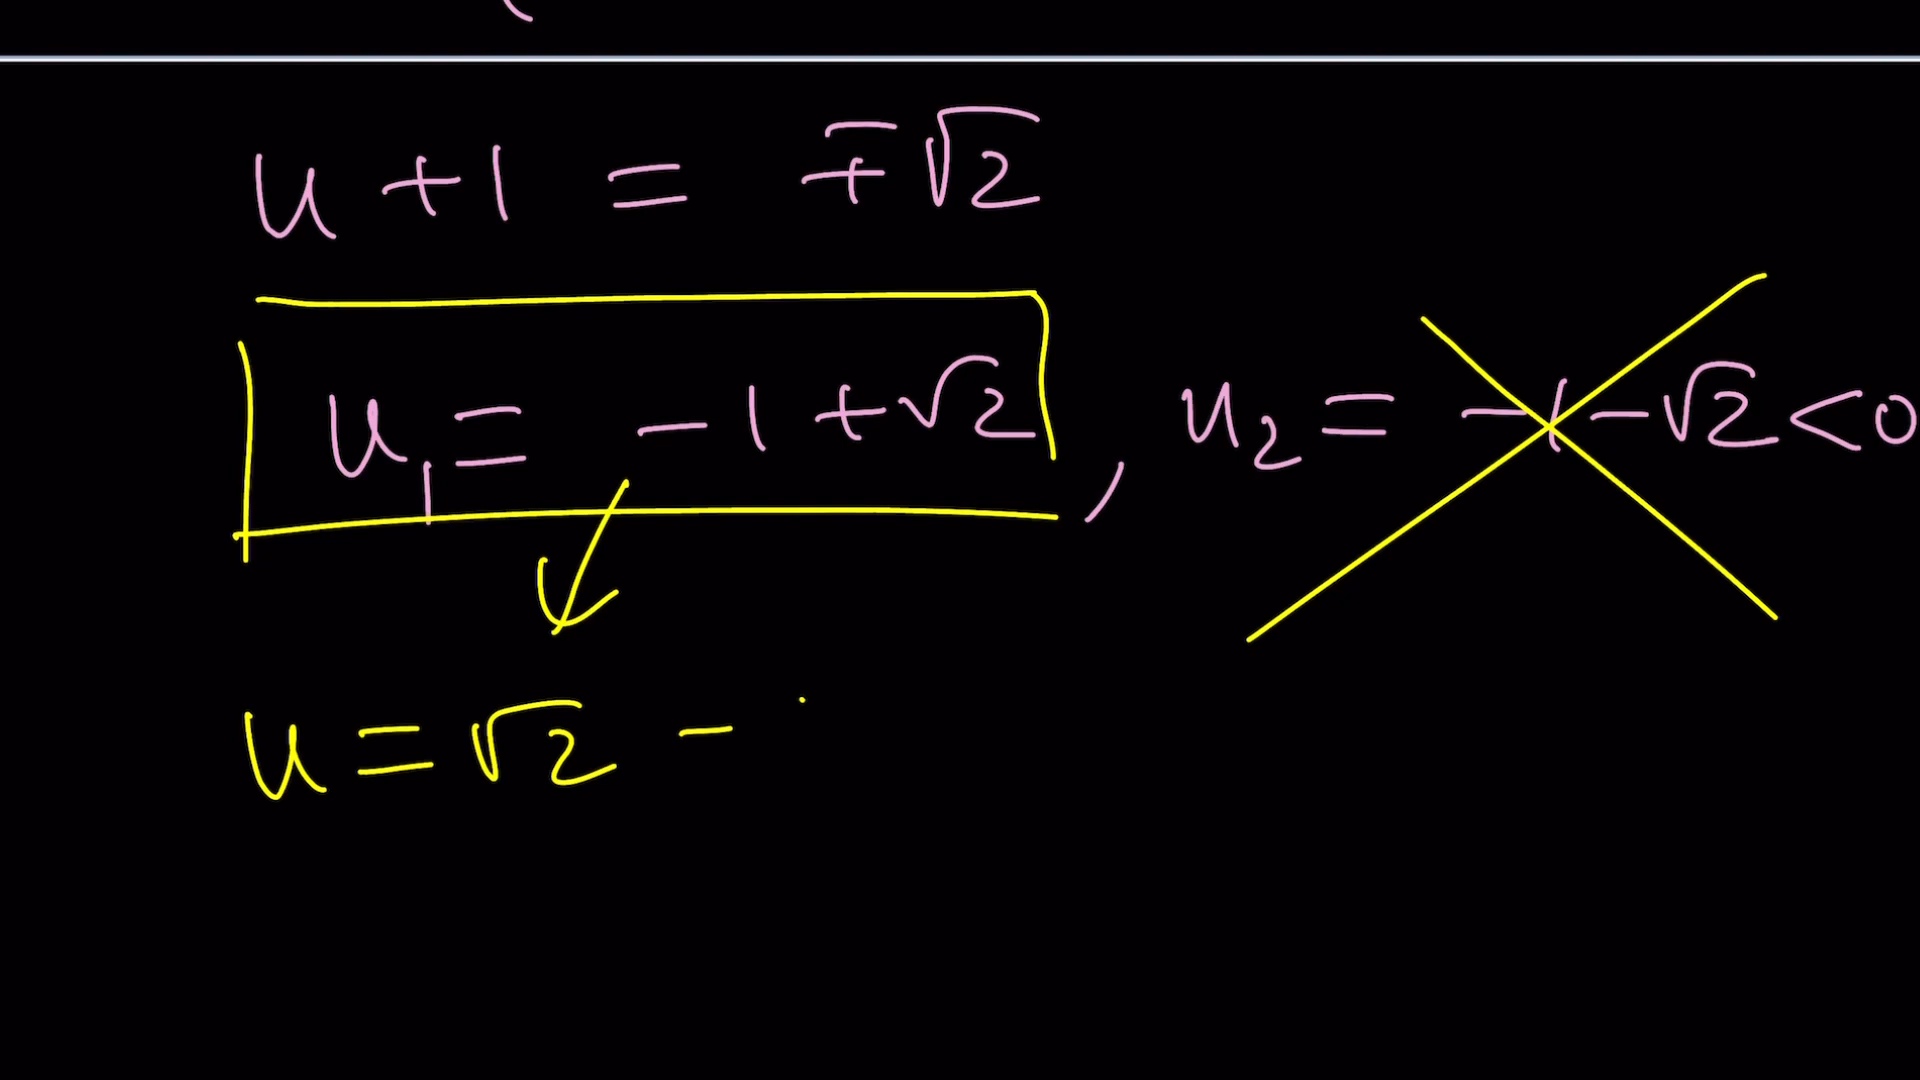 u + 1 = ∓√2
u₁ = - 1 + √2 , u₂ = - 1 - √2 < 0
u = √2 -